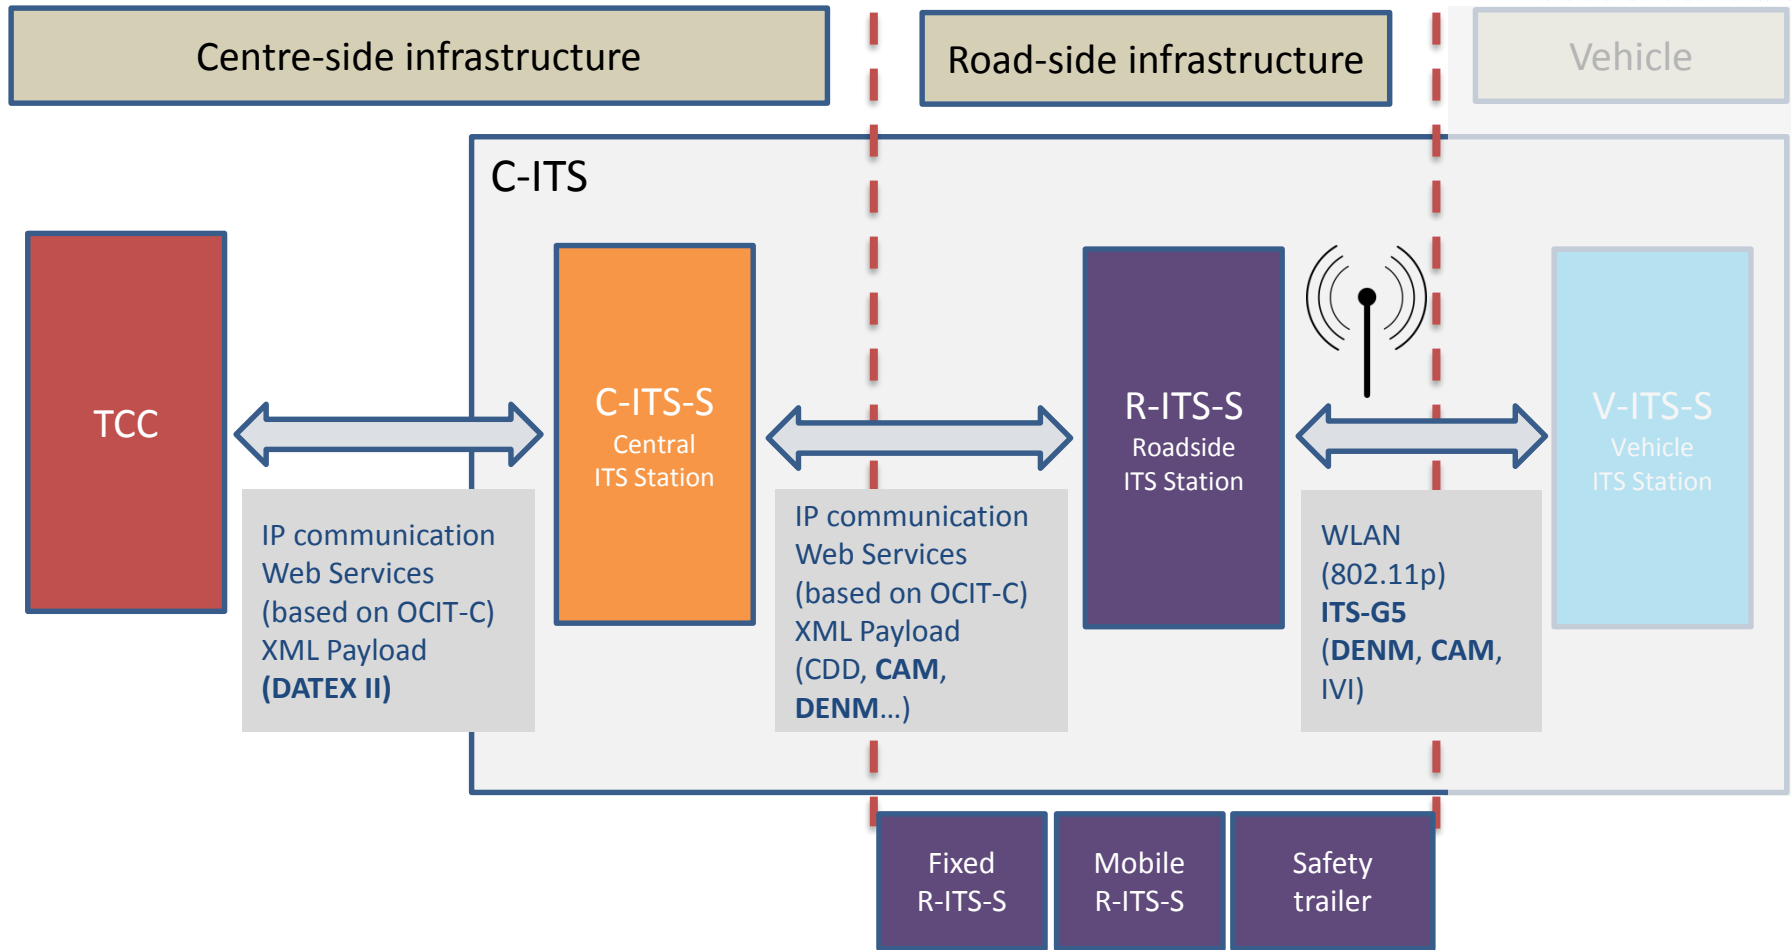 Centre-side infrastructure
Road-side infrastructure
Vehicle
C-ITS
TCC
C-ITS-S
Central
ITS Station
R-ITS-S
Roadside
ITS Station
V-ITS-S
Vehicle
ITS Station
IP communication
Web Services
(based on OCIT-C)
XML Payload
(DATEX II)
IP communication
Web Services
(based on OCIT-C)
XML Payload
(CDD, CAM,
DENM...)
WLAN
(802.11p)
ITS-G5
(DENM, CAM,
IVI)
Fixed
R-ITS-S
Mobile
R-ITS-S
Safety
trailer